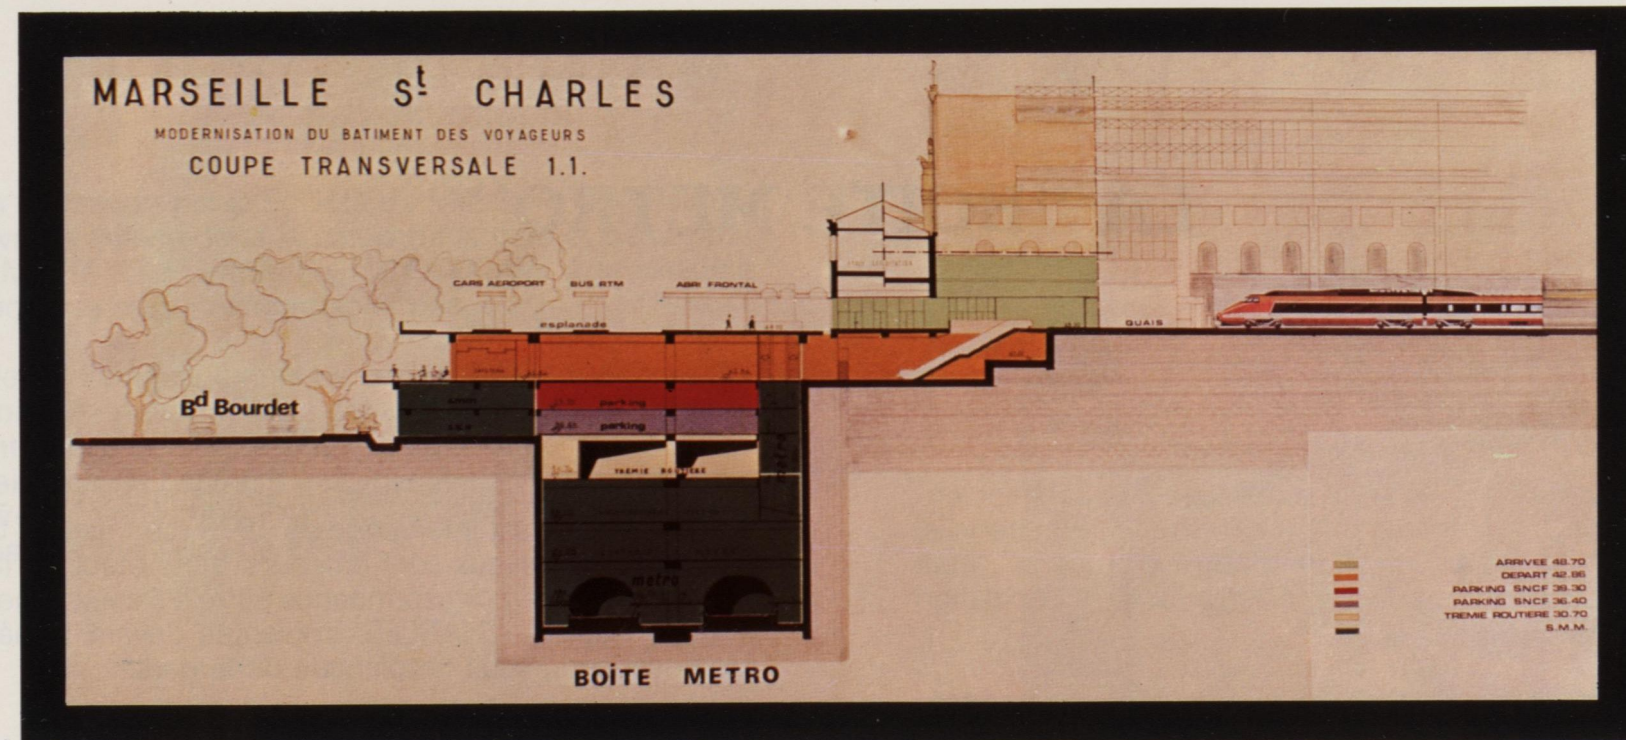 MARSEILLE St CHARLES
MODERNISATION DU BATIMENT DES VOYAGEURS
COUPE TRANSVERSALE 1.1.
CARS AEROPORT BUS RTM ABRI FRONTAL
esplanade
QUAIS
Bd Bourdet
parking
parking
metro
TREMIE ROUTIERE
metro
BOÎTE METRO
ARRIVEE 48.70
DEPART 42.86
PARKING SNCF 39.30
PARKING SNCF 36.40
TREMIE ROUTIERE 30.70
S.M.M.